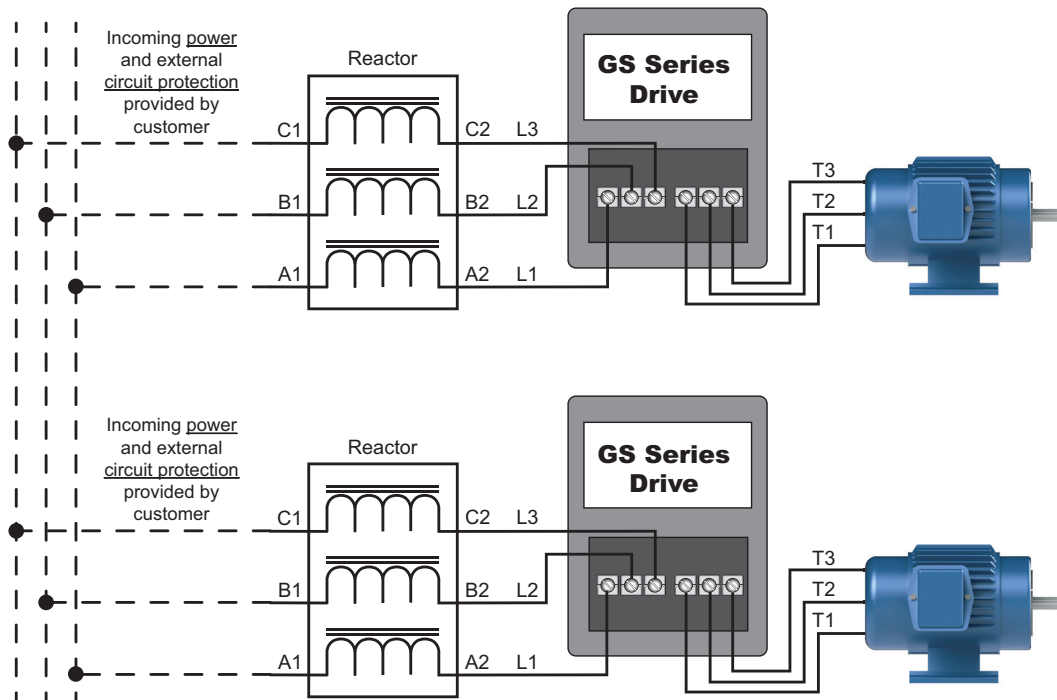 Incoming power
and external
circuit protection
provided by
customer
Reactor
GS Series
Drive
C1
C2
L3
B1
B2
L2
A1
A2
L1
T3
T2
T1
Incoming power
and external
circuit protection
provided by
customer
Reactor
GS Series
Drive
C1
C2
L3
B1
B2
L2
A1
A2
L1
T3
T2
T1